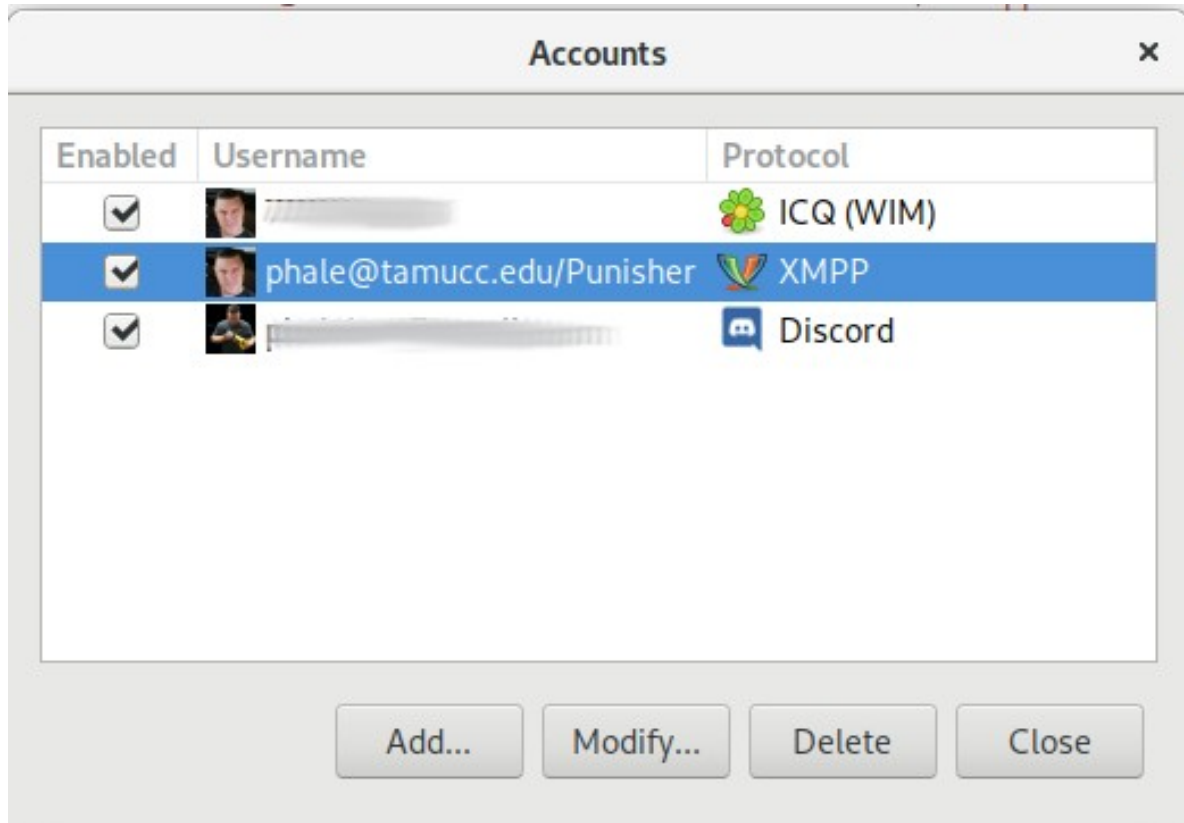 Accounts ×
Enabled Username Protocol
ICQ (WIM)
phale@tamucc.edu/Punisher XMPP
Discord
Add... Modify... Delete Close